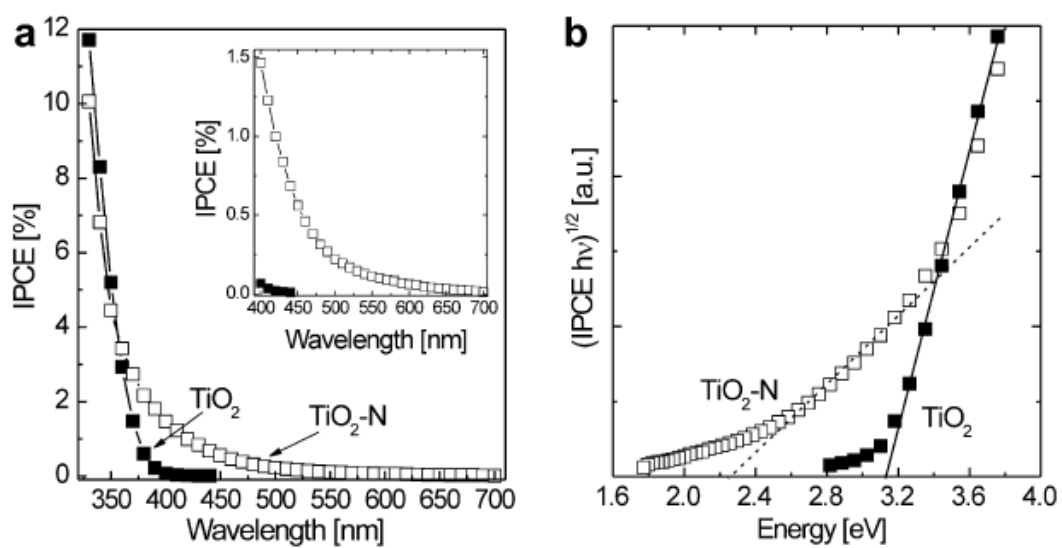 a
12
10
8
6
4
2
0
IPCE [%]
350 400 450 500 550 600 650 700
Wavelength [nm]
TiO2
TiO2-N
1.5
1.0
0.5
0.0
IPCE [%]
400 450 500 550 600 650 700
Wavelength [nm]
b
(IPCE hν)1/2 [a.u.]
TiO2-N
TiO2
1.6 2.0 2.4 2.8 3.2 3.6 4.0
Energy [eV]